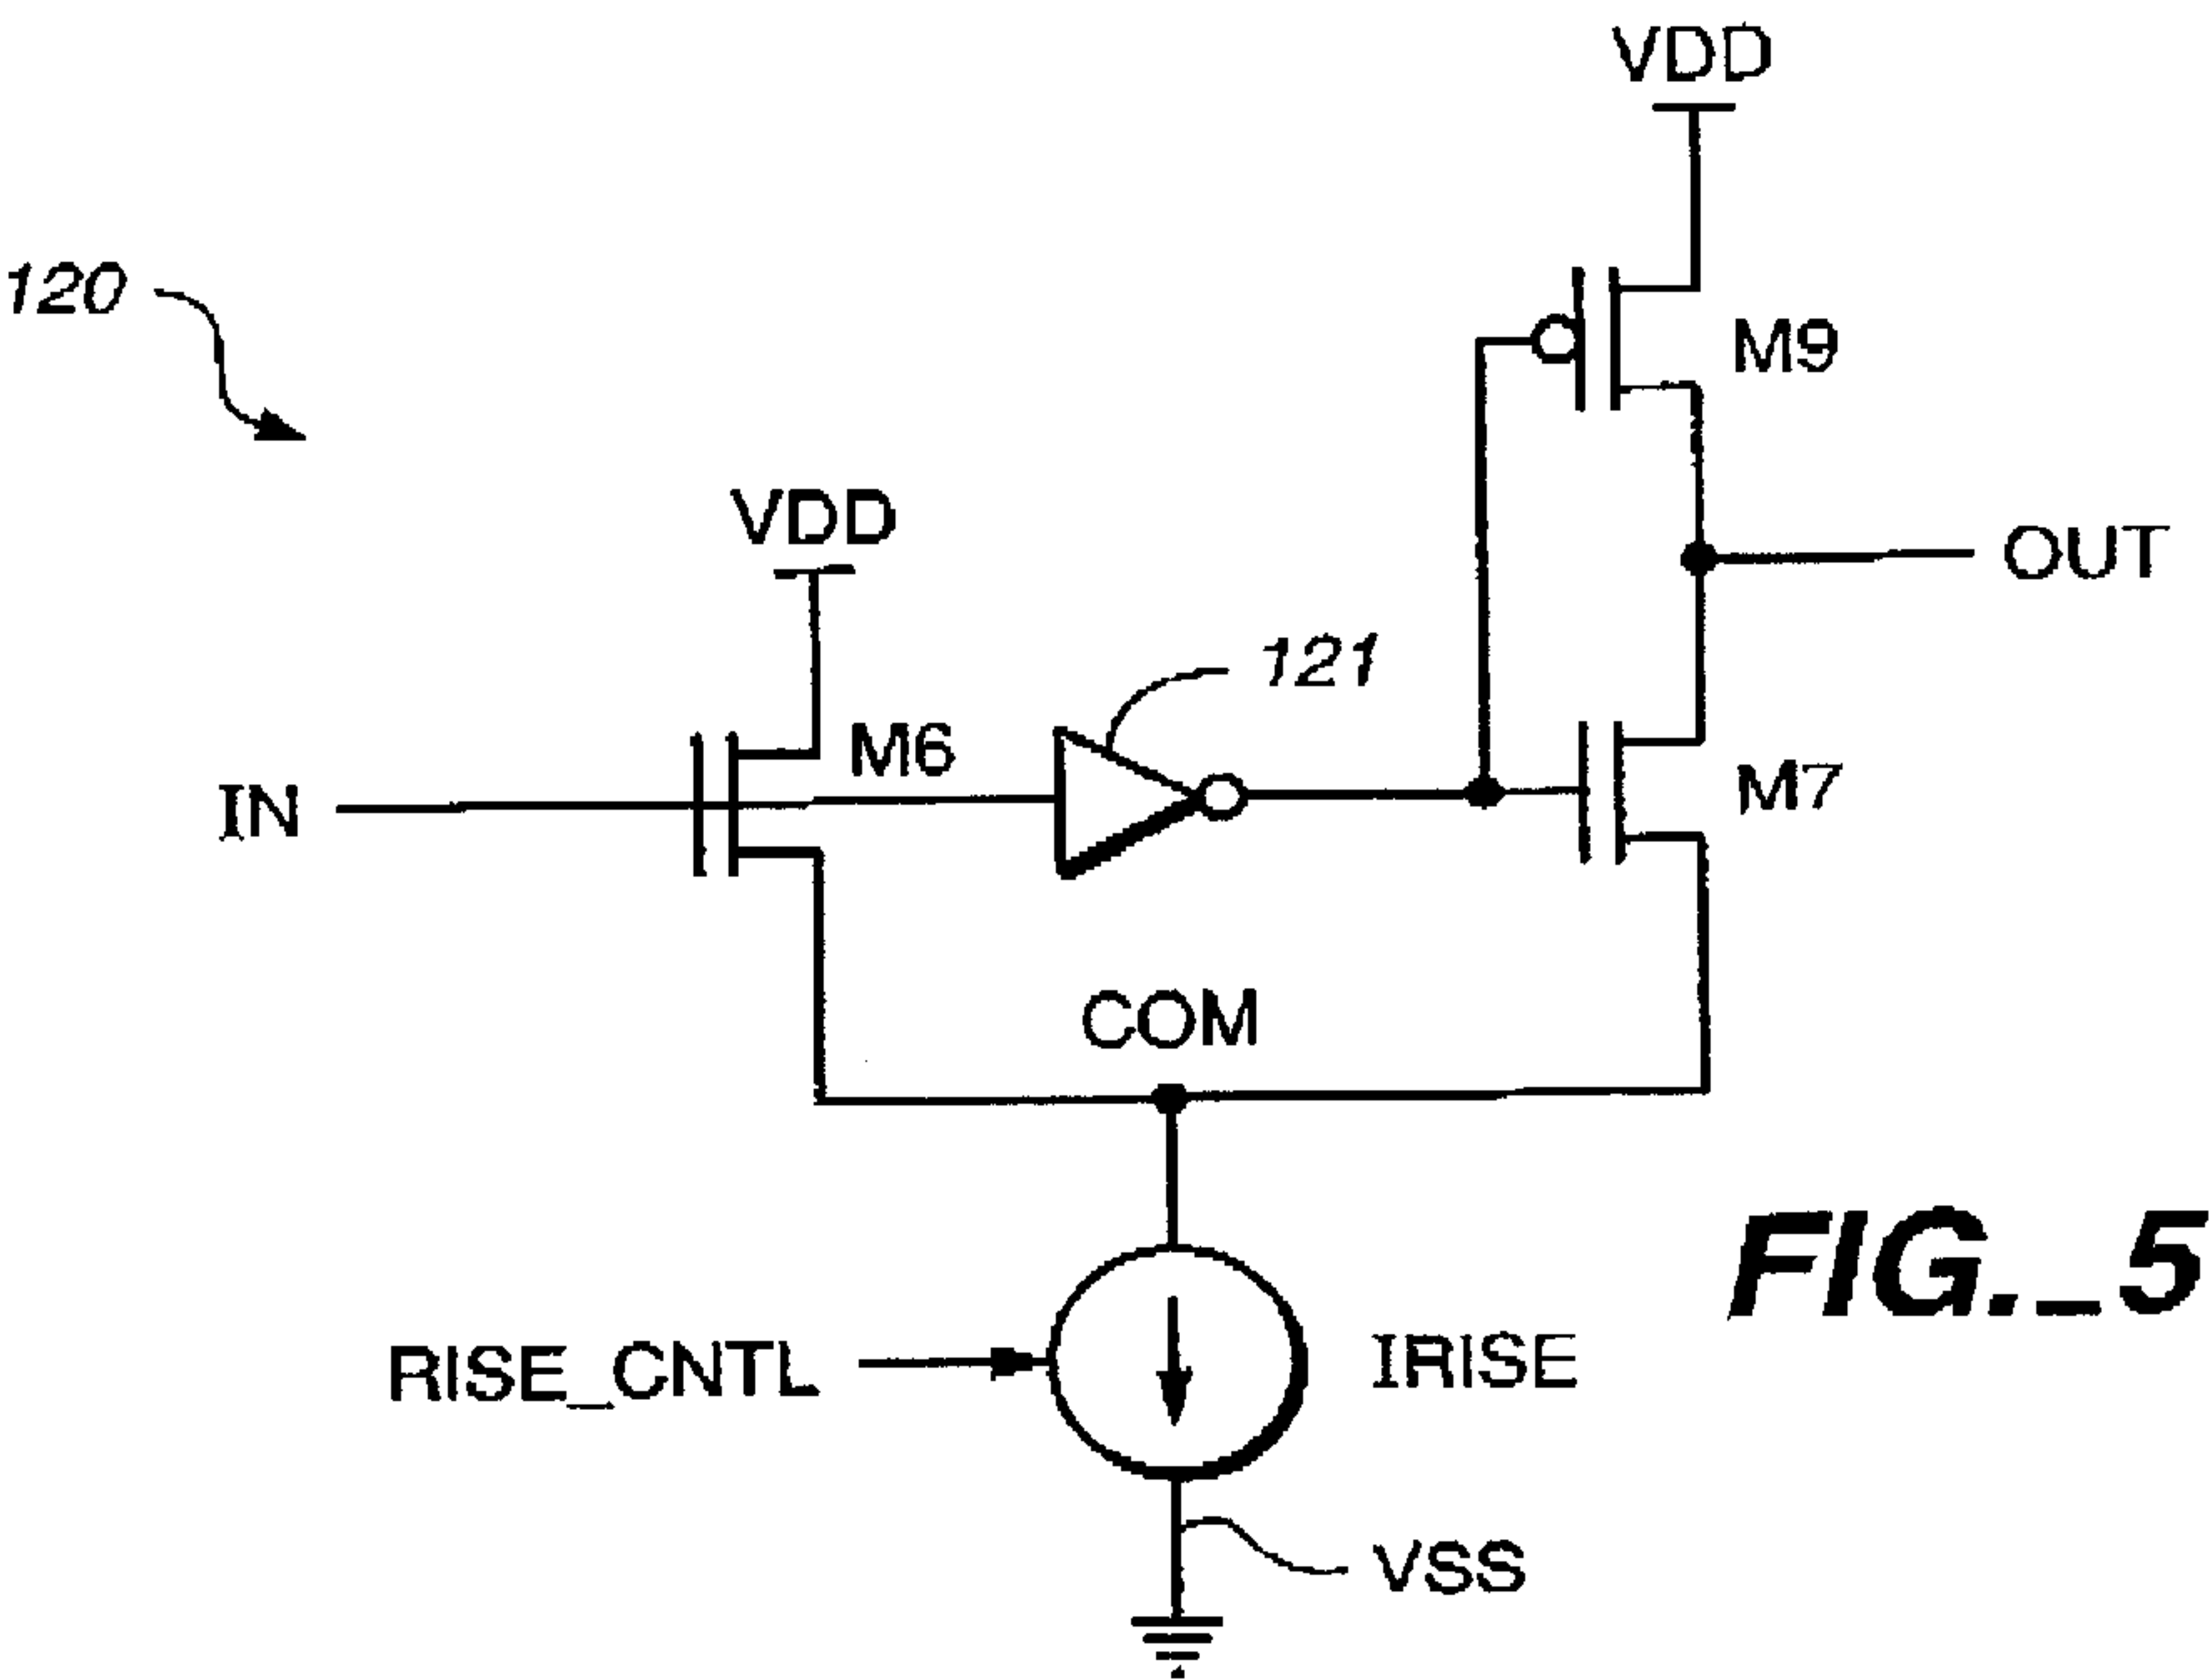 VDD
120
M9
VDD
OUT
121
M6
M7
IN
COM
FIG._5
RISE_CNTL
IRISE
VSS